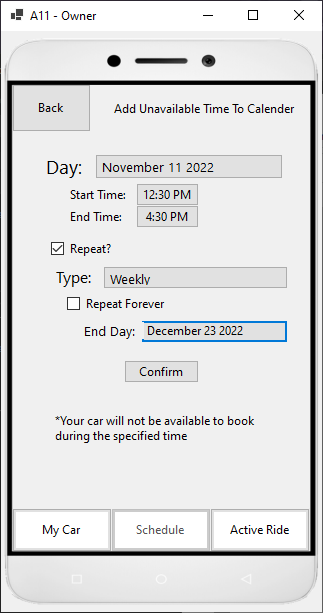 A11 - Owner
Back
Add Unavailable Time To Calender
Day: November 11 2022
Start Time: 12:30 PM
End Time: 4:30 PM
Repeat?
Type: Weekly
Repeat Forever
End Day: December 23 2022
Confirm
*Your car will not be available to book
during the specified time
My Car Schedule Active Ride